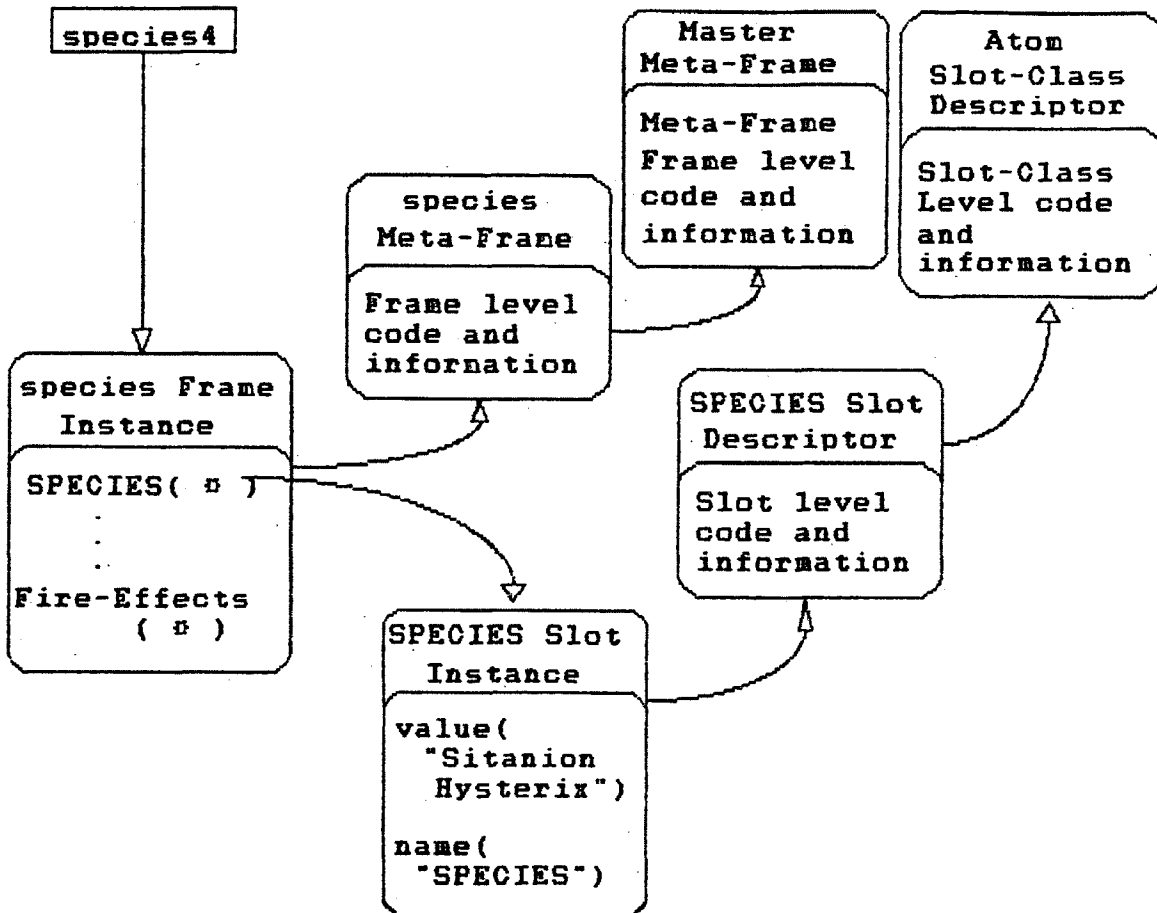 species4
Master
Meta-Frame
Meta-Frame
Frame level
code and
information
Atom
Slot-Class
Descriptor
Slot-Class
Level code
and
information
species
Meta-Frame
Frame level
code and
information
species Frame
Instance
SPECIES( ¤ )
.
.
.
Fire-Effects
( ¤ )
SPECIES Slot
Descriptor
Slot level
code and
information
SPECIES Slot
Instance
value(
"Sitanion
Hysterix")
name(
"SPECIES")